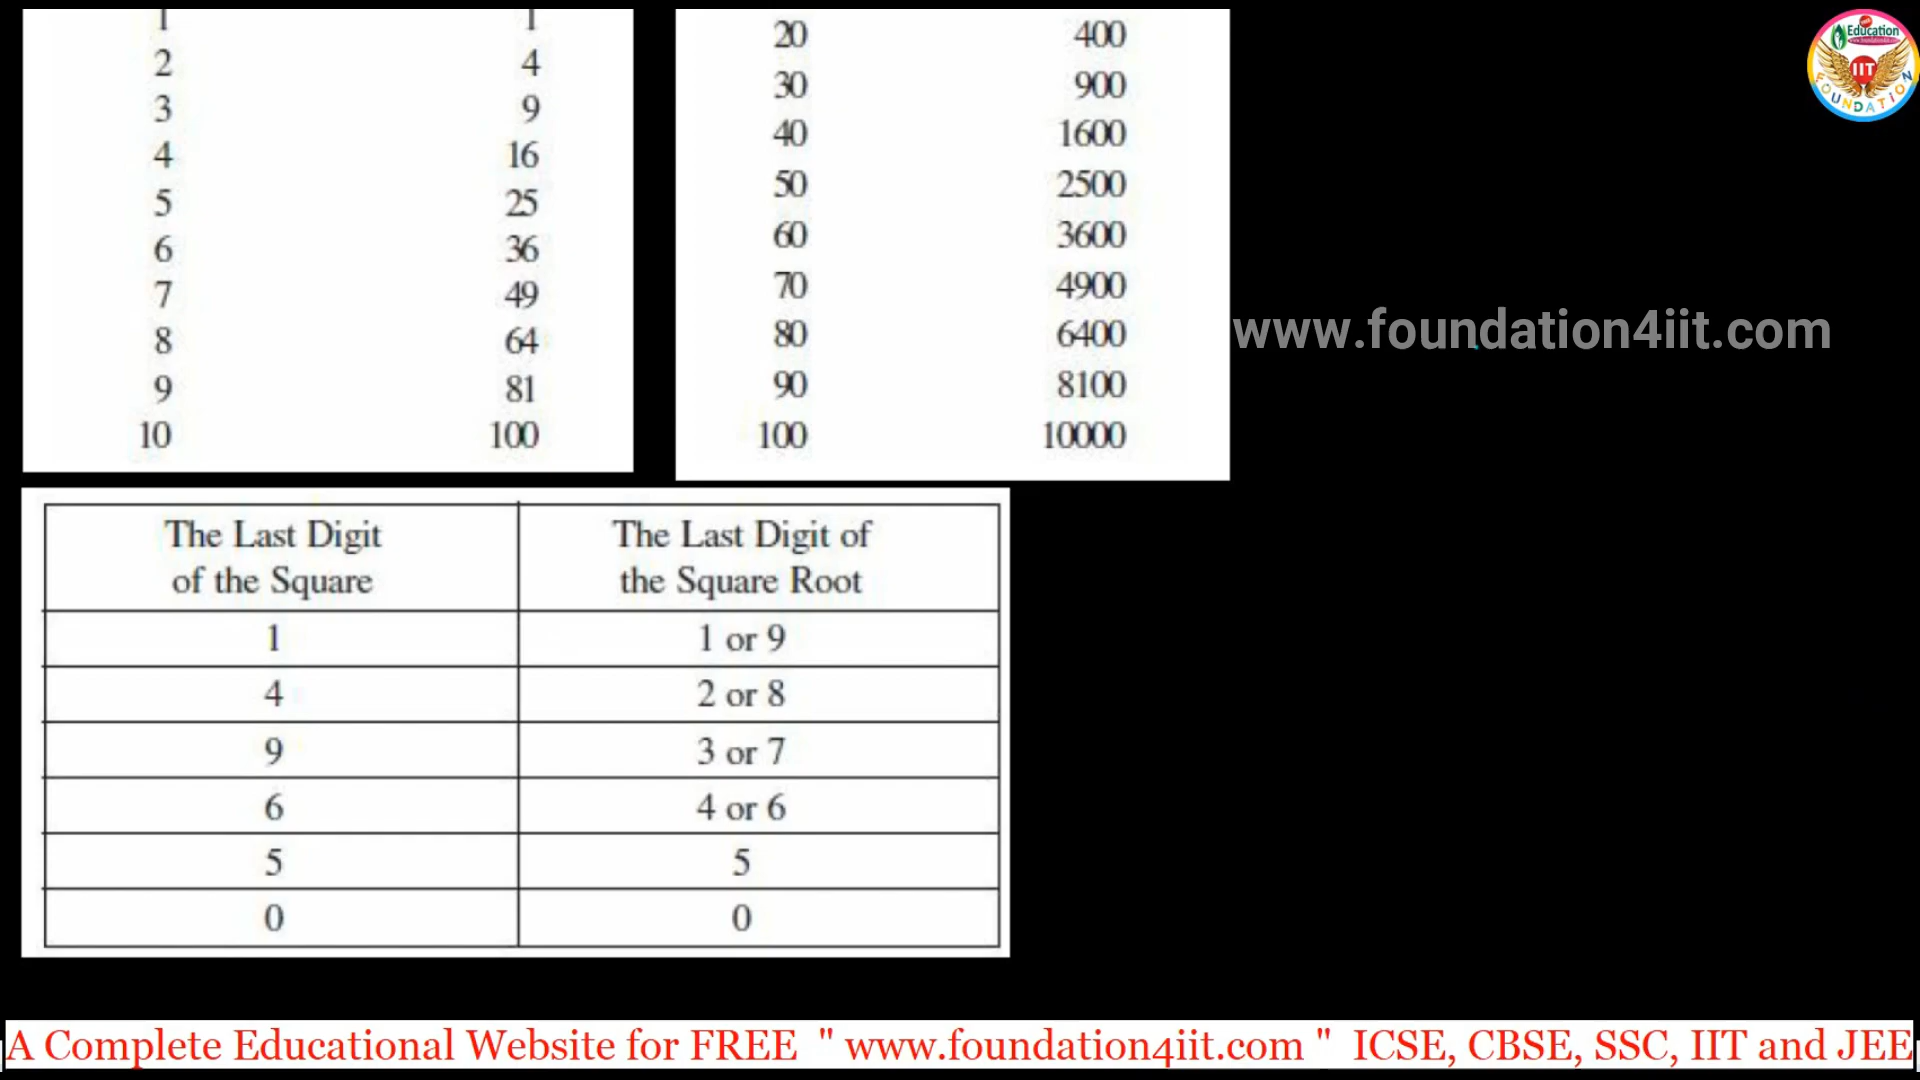 1 1
2 4
3 9
4 16
5 25
6 36
7 49
8 64
9 81
10 100
20 400
30 900
40 1600
50 2500
60 3600
70 4900
80 6400
90 8100
100 10000
Education
IIT
FOUNDATION
www.foundation4iit.com
The Last Digit of the Square
The Last Digit of the Square Root
1 1 or 9
4 2 or 8
9 3 or 7
6 4 or 6
5 5
0 0
A Complete Educational Website for FREE " www.foundation4iit.com " ICSE, CBSE, SSC, IIT and JEE